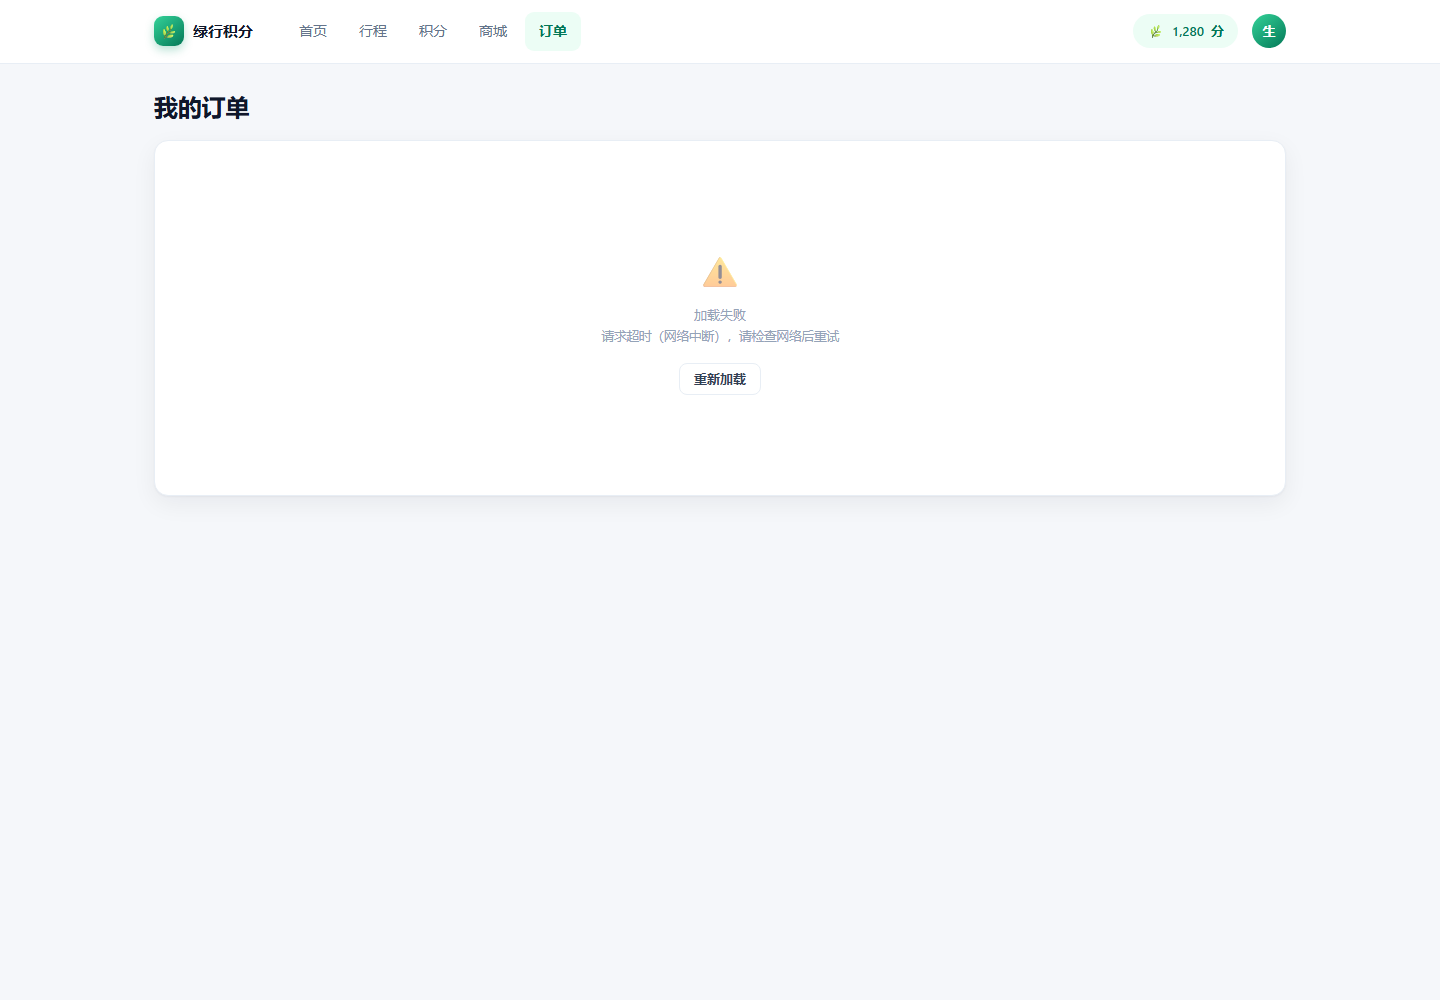 绿行积分
首页
行程
积分
商城
订单
1,280 分
生
我的订单
加载失败
请求超时（网络中断），请检查网络后重试
重新加载